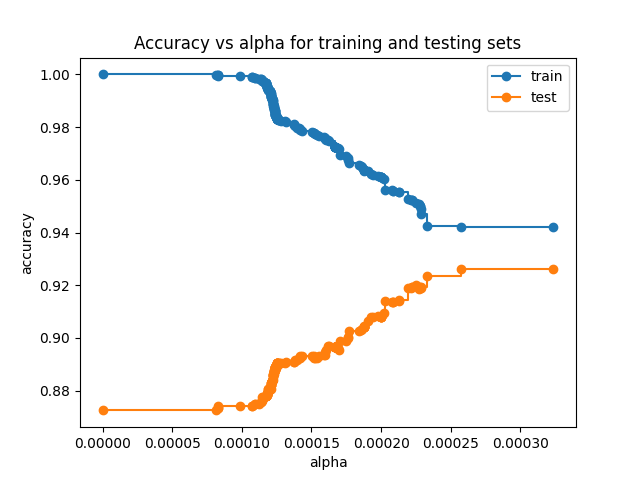 Accuracy vs alpha for training and testing sets
train
test
accuracy
1.00
0.98
0.96
0.94
0.92
0.90
0.88
0.00000 0.00005 0.00010 0.00015 0.00020 0.00025 0.00030
alpha